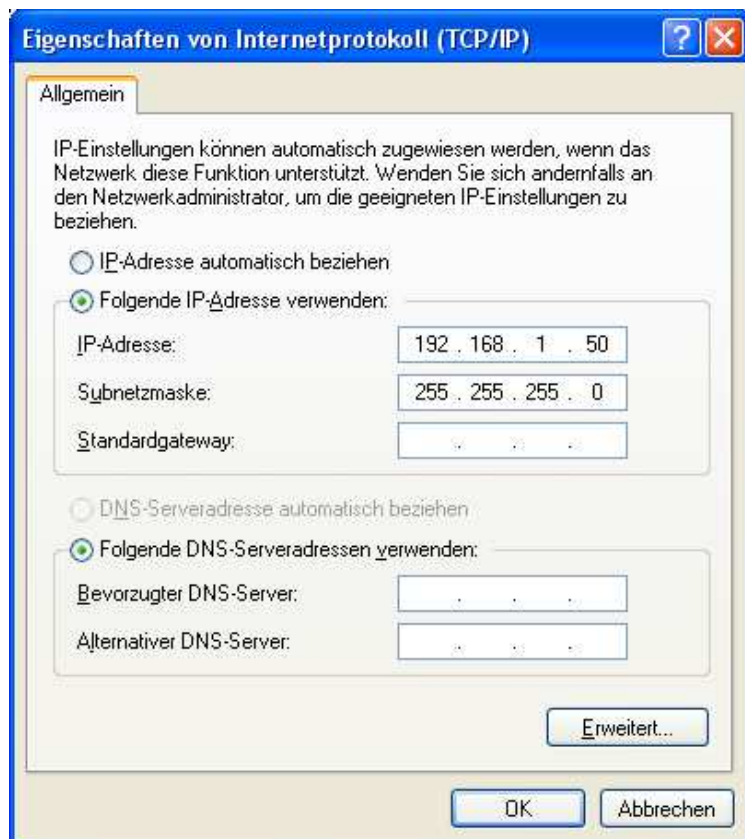 Eigenschaften von Internetprotokoll (TCP/IP)
Allgemein
IP-Einstellungen können automatisch zugewiesen werden, wenn das
Netzwerk diese Funktion unterstützt. Wenden Sie sich andernfalls an
den Netzwerkadministrator, um die geeigneten IP-Einstellungen zu
beziehen.
IP-Adresse automatisch beziehen
Folgende IP-Adresse verwenden:
IP-Adresse: 192 . 168 . 1 . 50
Subnetzmaske: 255 . 255 . 255 . 0
Standardgateway: . . .
DNS-Serveradresse automatisch beziehen
Folgende DNS-Serveradressen verwenden:
Bevorzugter DNS-Server: . . .
Alternativer DNS-Server: . . .
Erweitert...
OK Abbrechen